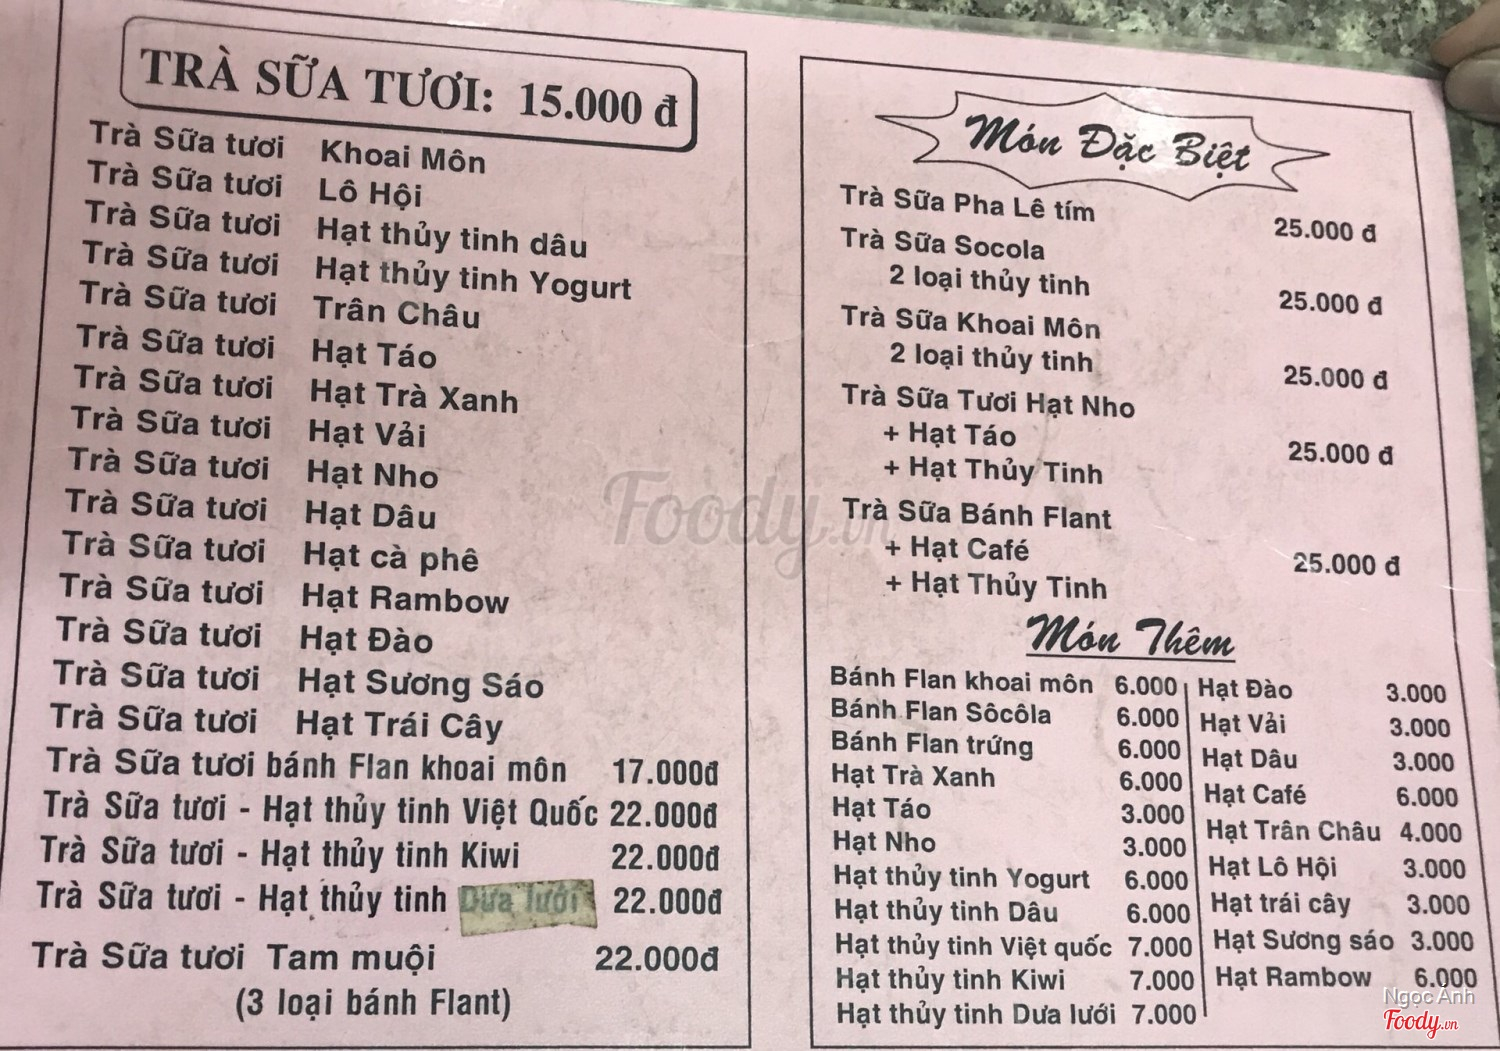 TRÀ SỮA TƯƠI: 15.000 đ
Trà Sữa tươi Khoai Môn
Trà Sữa tươi Lô Hội
Trà Sữa tươi Hạt thủy tinh dâu
Trà Sữa tươi Hạt thủy tinh Yogurt
Trà Sữa tươi Trân Châu
Trà Sữa tươi Hạt Táo
Trà Sữa tươi Hạt Trà Xanh
Trà Sữa tươi Hạt Vải
Trà Sữa tươi Hạt Nho
Trà Sữa tươi Hạt Dâu
Trà Sữa tươi Hạt cà phê
Trà Sữa tươi Hạt Rambow
Trà Sữa tươi Hạt Đào
Trà Sữa tươi Hạt Sương Sáo
Trà Sữa tươi Hạt Trái Cây
Trà Sữa tươi bánh Flan khoai môn 17.000đ
Trà Sữa tươi - Hạt thủy tinh Việt Quốc 22.000đ
Trà Sữa tươi - Hạt thủy tinh Kiwi 22.000đ
Trà Sữa tươi - Hạt thủy tinh Dưa lưới 22.000đ
Trà Sữa tươi Tam muội 22.000đ
(3 loại bánh Flant)
Món Đặc Biệt
Trà Sữa Pha Lê tím 25.000 đ
Trà Sữa Socola
2 loại thủy tinh 25.000 đ
Trà Sữa Khoai Môn
2 loại thủy tinh 25.000 đ
Trà Sữa Tươi Hạt Nho
+ Hạt Táo 25.000 đ
+ Hạt Thủy Tinh
Trà Sữa Bánh Flant
+ Hạt Café 25.000 đ
+ Hạt Thủy Tinh
Món Thêm
Bánh Flan khoai môn 6.000
Bánh Flan Sôcôla 6.000
Bánh Flan trứng 6.000
Hạt Trà Xanh 6.000
Hạt Táo 3.000
Hạt Nho 3.000
Hạt thủy tinh Yogurt 6.000
Hạt thủy tinh Dâu 6.000
Hạt thủy tinh Việt quốc 7.000
Hạt thủy tinh Kiwi 7.000
Hạt thủy tinh Dưa lưới 7.000
Hạt Đào 3.000
Hạt Vải 3.000
Hạt Dâu 3.000
Hạt Café 6.000
Hạt Trân Châu 4.000
Hạt Lô Hội 3.000
Hạt trái cây 3.000
Hạt Sương sáo 3.000
Hạt Rambow 6.000
Foody.vn
Ngọc Ánh
Foody.vn